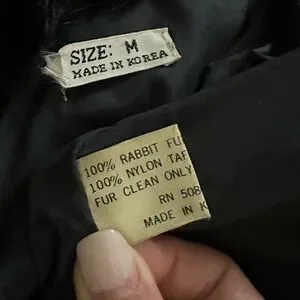 SIZE: M
MADE IN KOREA
100% RABBIT FU
100% NYLON TAF
FUR CLEAN ONLY
RN 508
MADE IN K